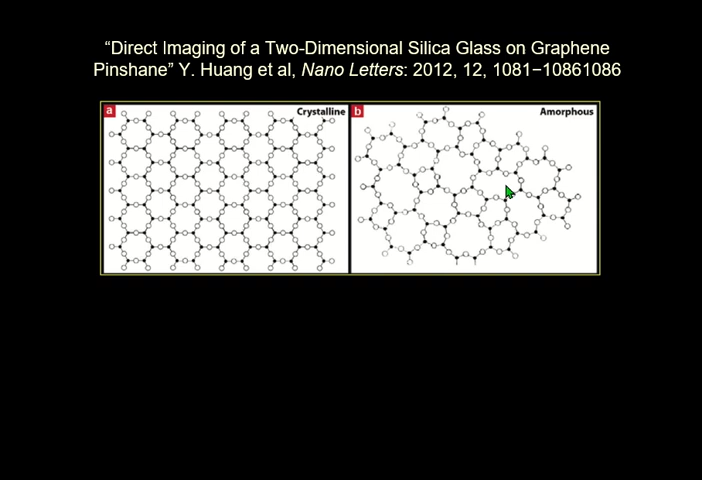 “Direct Imaging of a Two-Dimensional Silica Glass on Graphene
Pinshane” Y. Huang et al, Nano Letters: 2012, 12, 1081−10861086
a Crystalline
b Amorphous